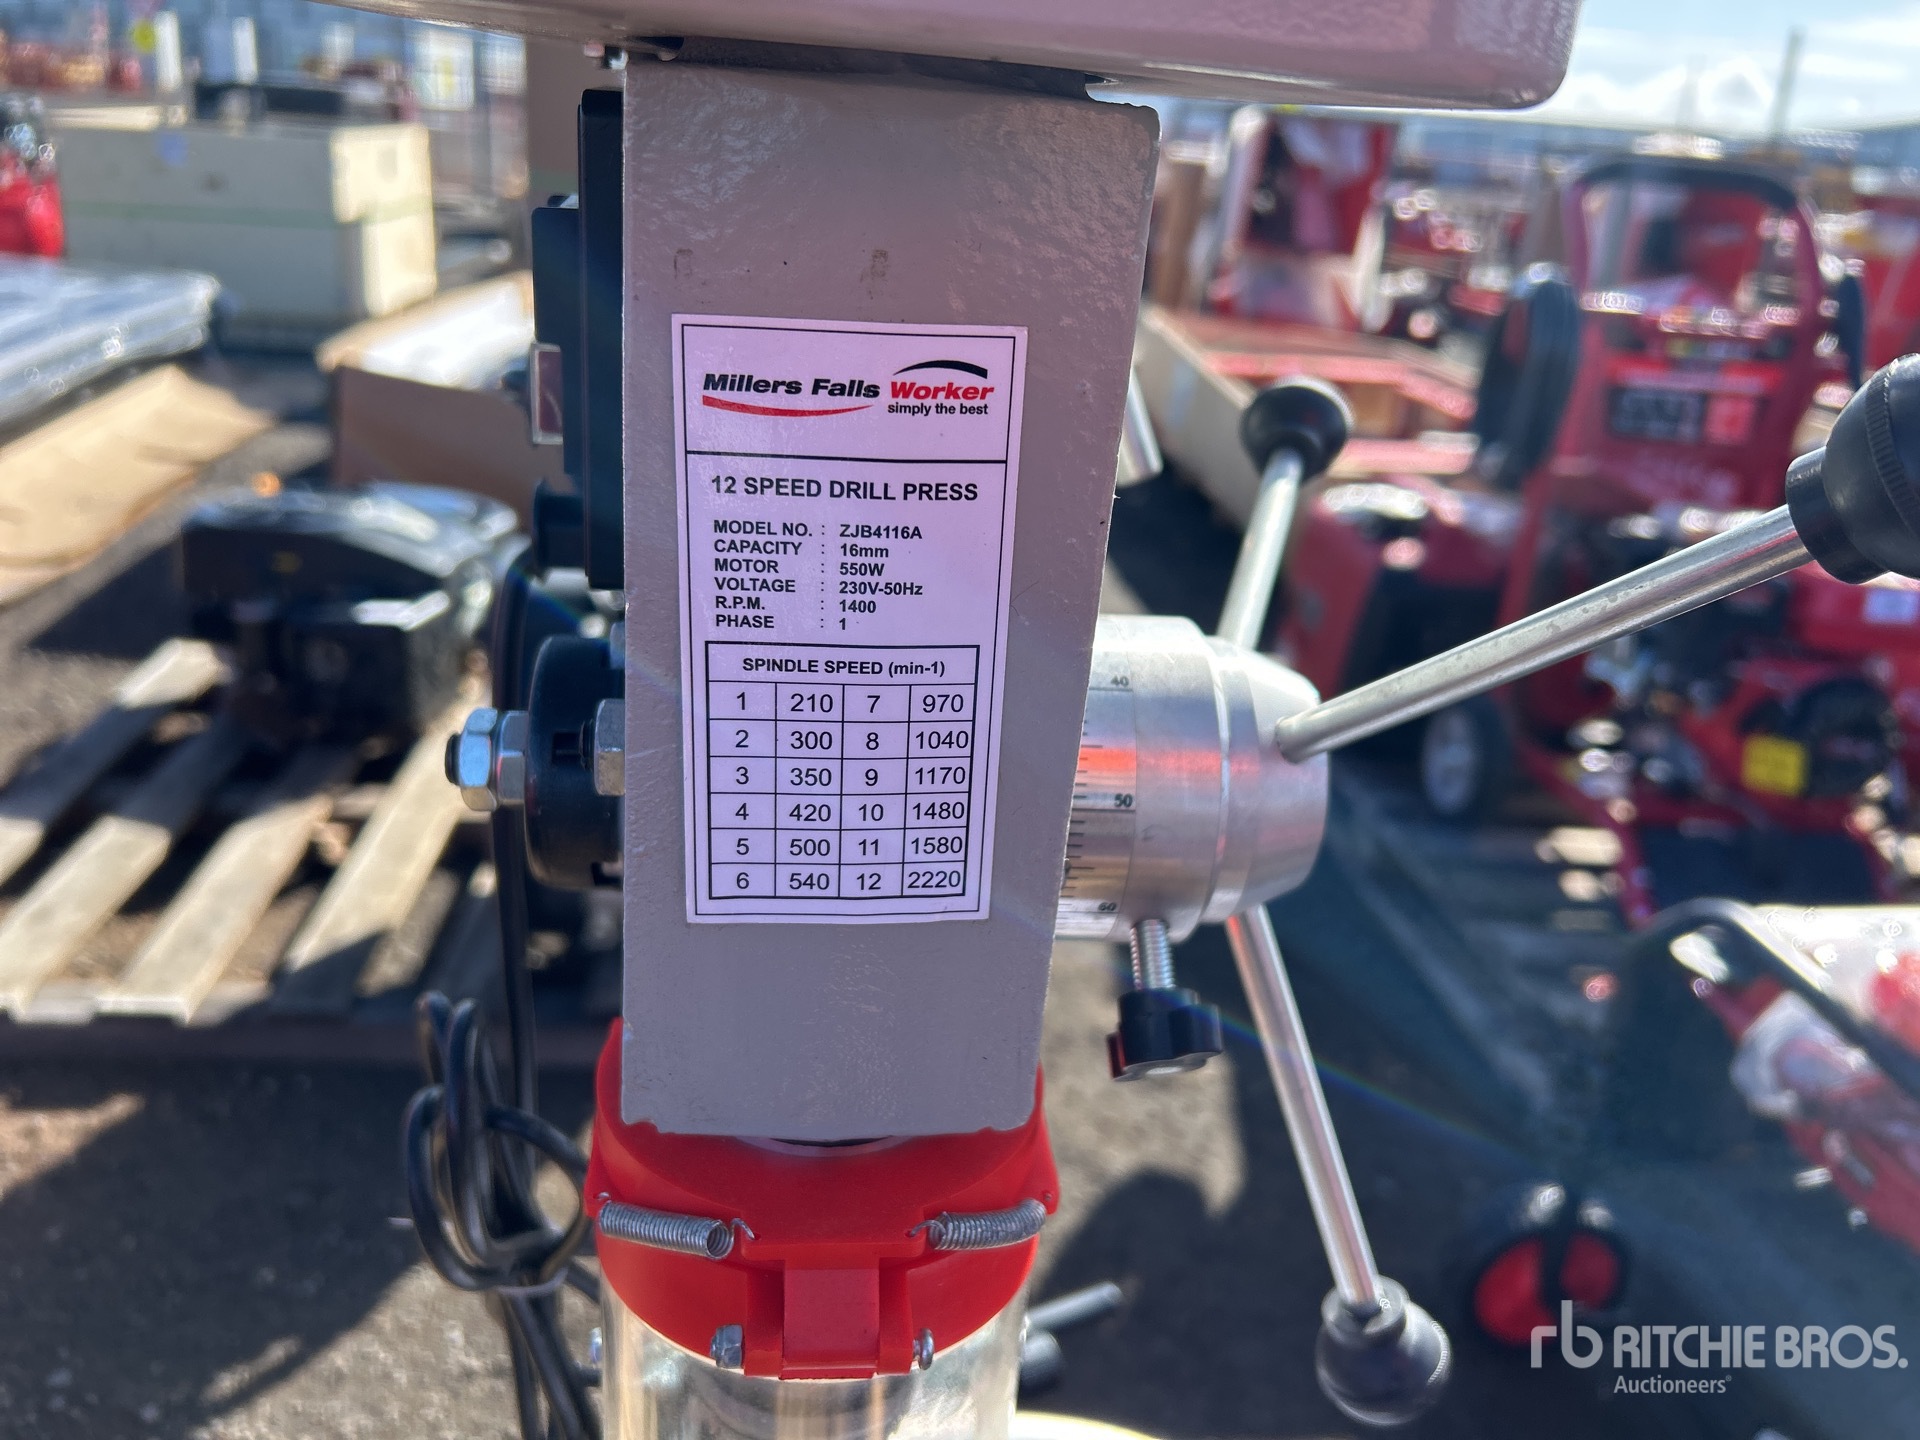 Millers Falls Worker
simply the best
12 SPEED DRILL PRESS
MODEL NO. : ZJB4116A
CAPACITY : 16mm
MOTOR : 550W
VOLTAGE : 230V-50Hz
R.P.M. : 1400
PHASE : 1
SPINDLE SPEED (min-1)
1 210 7 970
2 300 8 1040
3 350 9 1170
4 420 10 1480
5 500 11 1580
6 540 12 2220
40
50
60
rb RITCHIE BROS.
Auctioneers